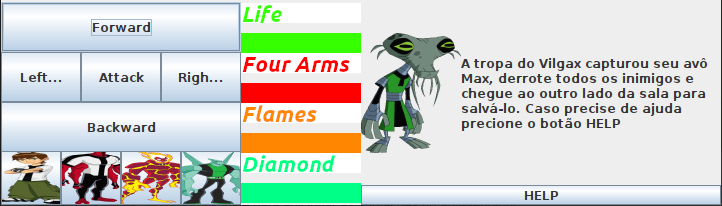 Forward
Left...
Attack
Righ...
Backward
Life
Four Arms
Flames
Diamond
A tropa do Vilgax capturou seu avô
Max, derrote todos os inimigos e
chegue ao outro lado da sala para
salvá-lo. Caso precise de ajuda
precione o botão HELP
HELP